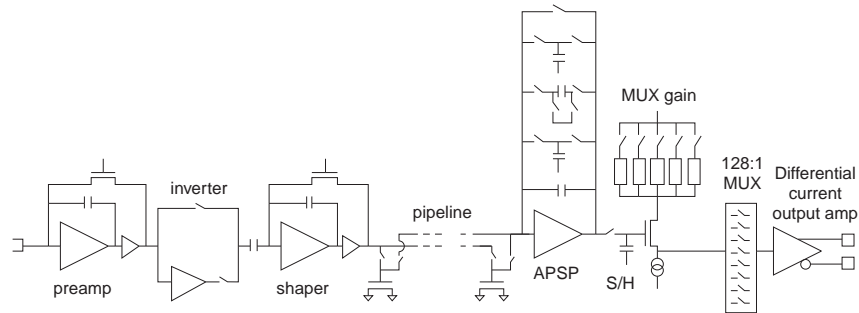 MUX gain
128:1
MUX
Differential
current
output amp
inverter
pipeline
preamp
shaper
APSP
S/H